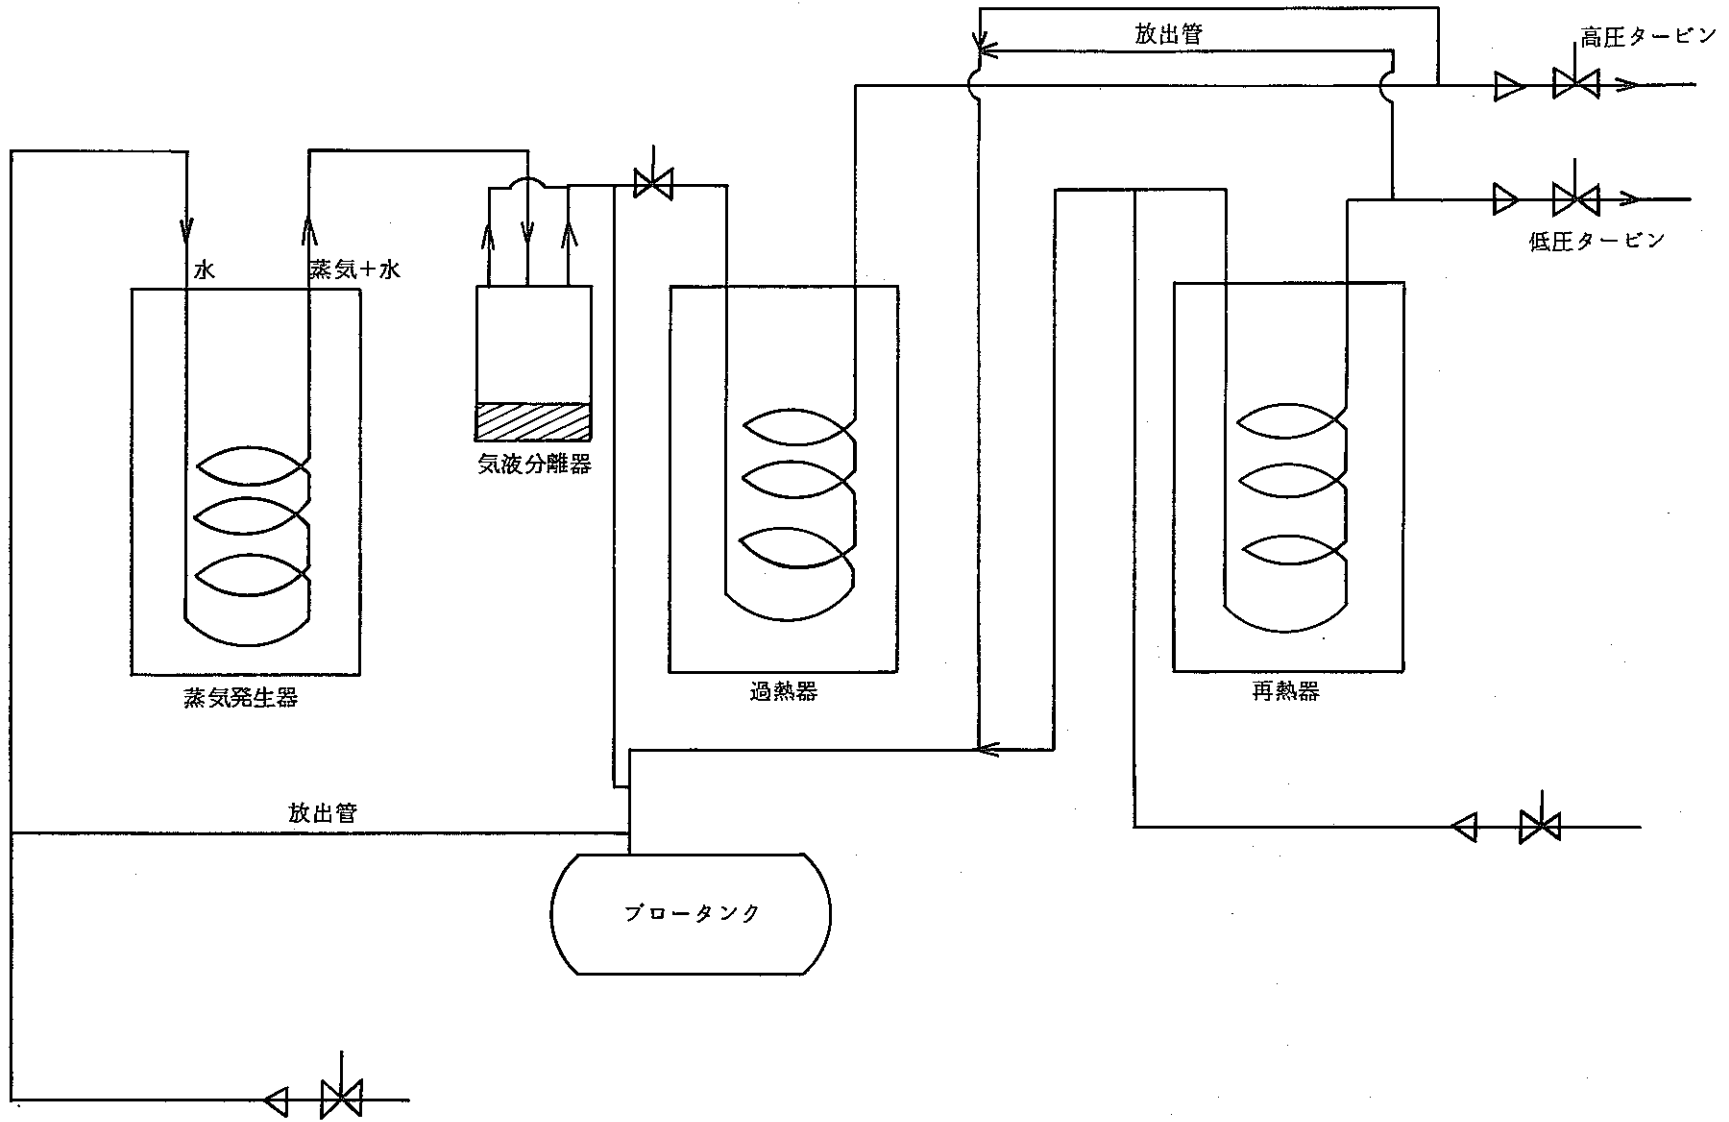 放出管
高圧タービン
低圧タービン
水
蒸気+水
気液分離器
蒸気発生器
過熱器
再熱器
放出管
ブロータンク